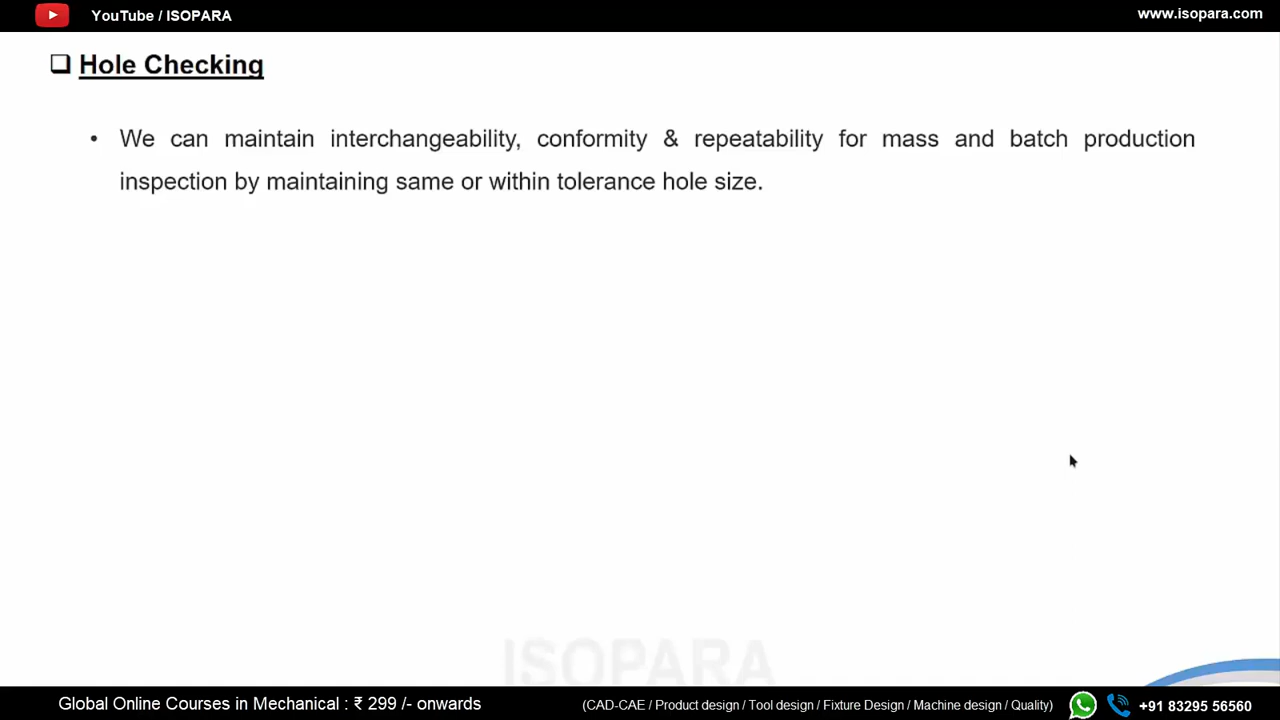 YouTube / ISOPARA
www.isopara.com
Hole Checking
• We can maintain interchangeability, conformity & repeatability for mass and batch production
inspection by maintaining same or within tolerance hole size.
ISOPARA
Global Online Courses in Mechanical : ₹ 299 /- onwards
(CAD-CAE / Product design / Tool design / Fixture Design / Machine design / Quality)
+91 83295 56560